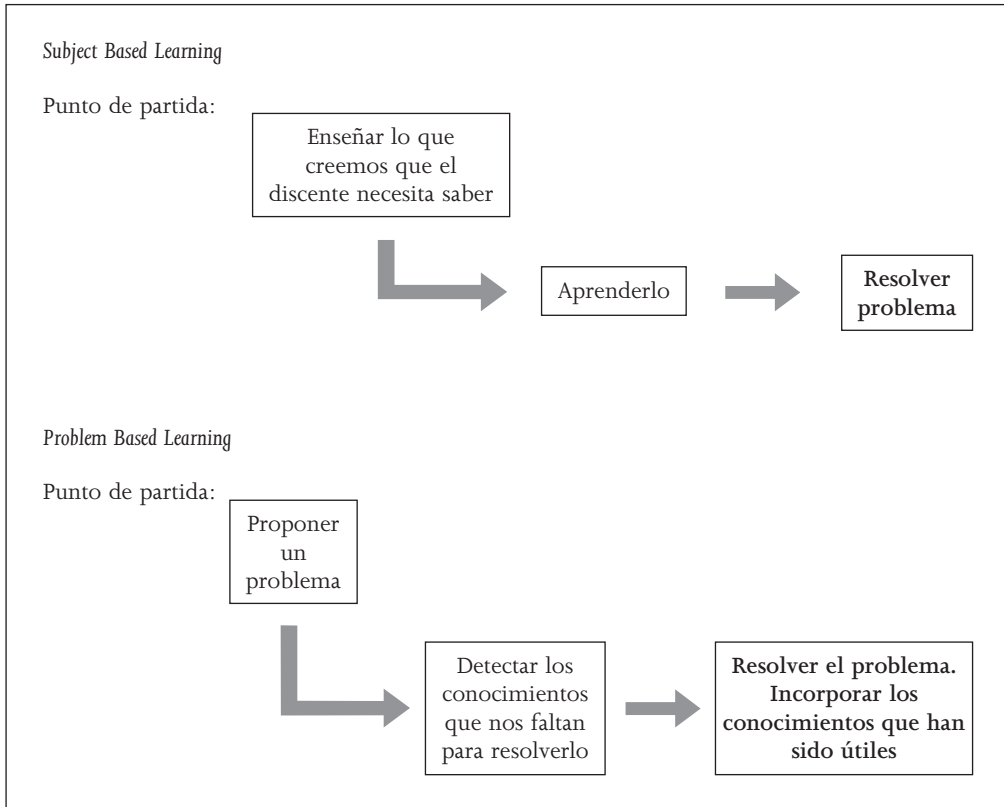 Subject Based Learning
Punto de partida:
Enseñar lo que
creemos que el
discente necesita saber
Aprenderlo
Resolver
problema
Problem Based Learning
Punto de partida:
Proponer
un
problema
Detectar los
conocimientos
que nos faltan
para resolverlo
Resolver el problema.
Incorporar los
conocimientos que han
sido útiles